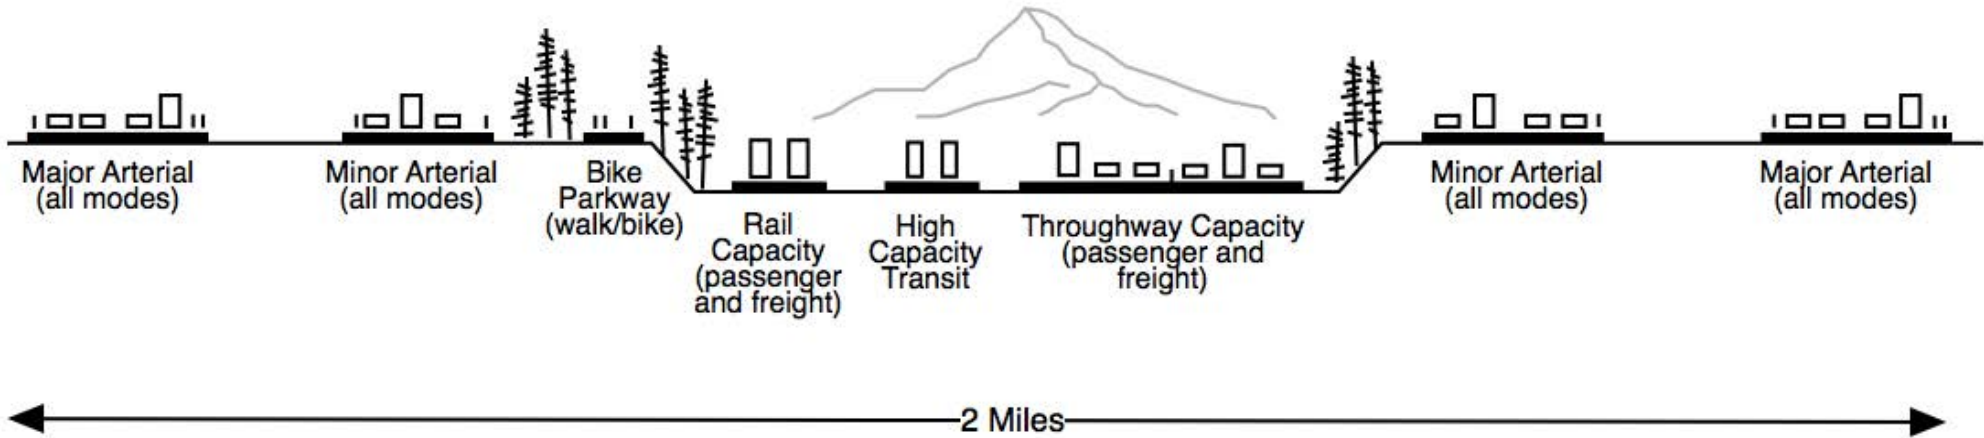 Major Arterial
(all modes)
Minor Arterial
(all modes)
Bike
Parkway
(walk/bike)
Rail
Capacity
(passenger
and freight)
High
Capacity
Transit
Throughway Capacity
(passenger and
freight)
Minor Arterial
(all modes)
Major Arterial
(all modes)
2 Miles